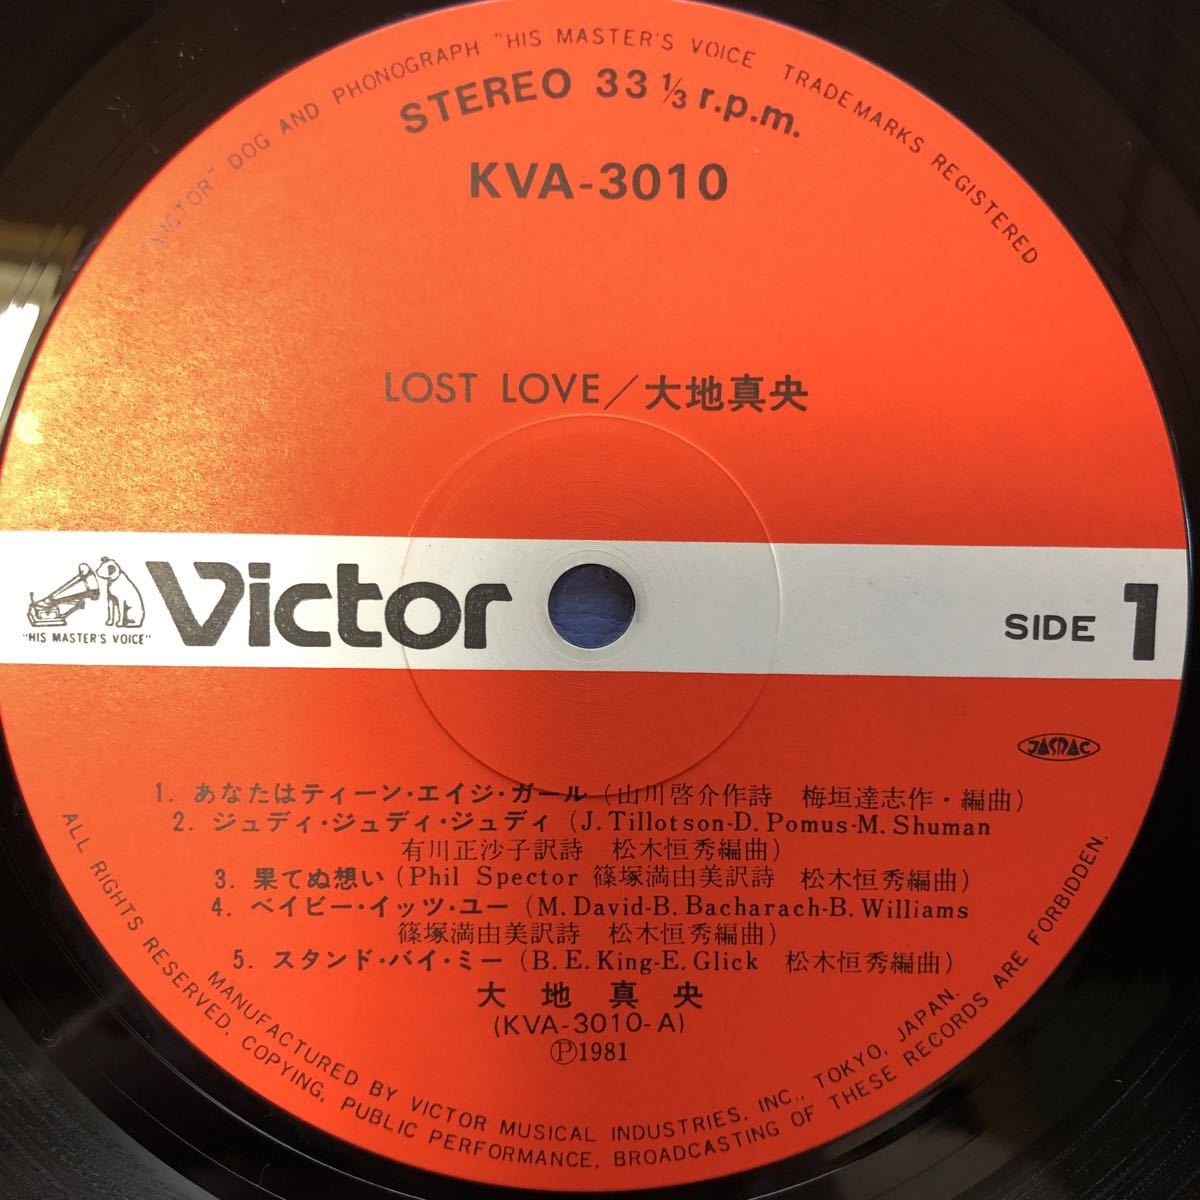 "VICTOR" DOG AND PHONOGRAPH "HIS MASTER'S VOICE TRADEMARKS REGISTERED
STEREO 33 1/3 r.p.m.
KVA-3010
LOST LOVE/大地真央
"HIS MASTER'S VOICE"
Victor
SIDE 1
JASRAC
1. あなたはティーン・エイジ・ガール(山川啓介作詩 梅垣達志作・編曲)
2. ジュディ・ジュディ・ジュディ(J. Tillotson-D. Pomus-M. Shuman
有川正沙子訳詩 松木恒秀編曲)
3. 果てぬ想い(Phil Spector 篠塚満由美訳詩 松木恒秀編曲)
4. ベイビー・イッツ・ユー(M. David-B. Bacharach-B. Williams
篠塚満由美訳詩 松木恒秀編曲)
5. スタンド・バイ・ミー(B. E. King-E. Glick 松木恒秀編曲)
大地真央
(KVA-3010-A)
Ⓟ1981
MANUFACTURED BY VICTOR MUSICAL INDUSTRIES, INC., TOKYO, JAPAN.
ALL RIGHTS RESERVED. COPYING, PUBLIC PERFORMANCE, BROADCASTING OF THESE RECORDS ARE FORBIDDEN.